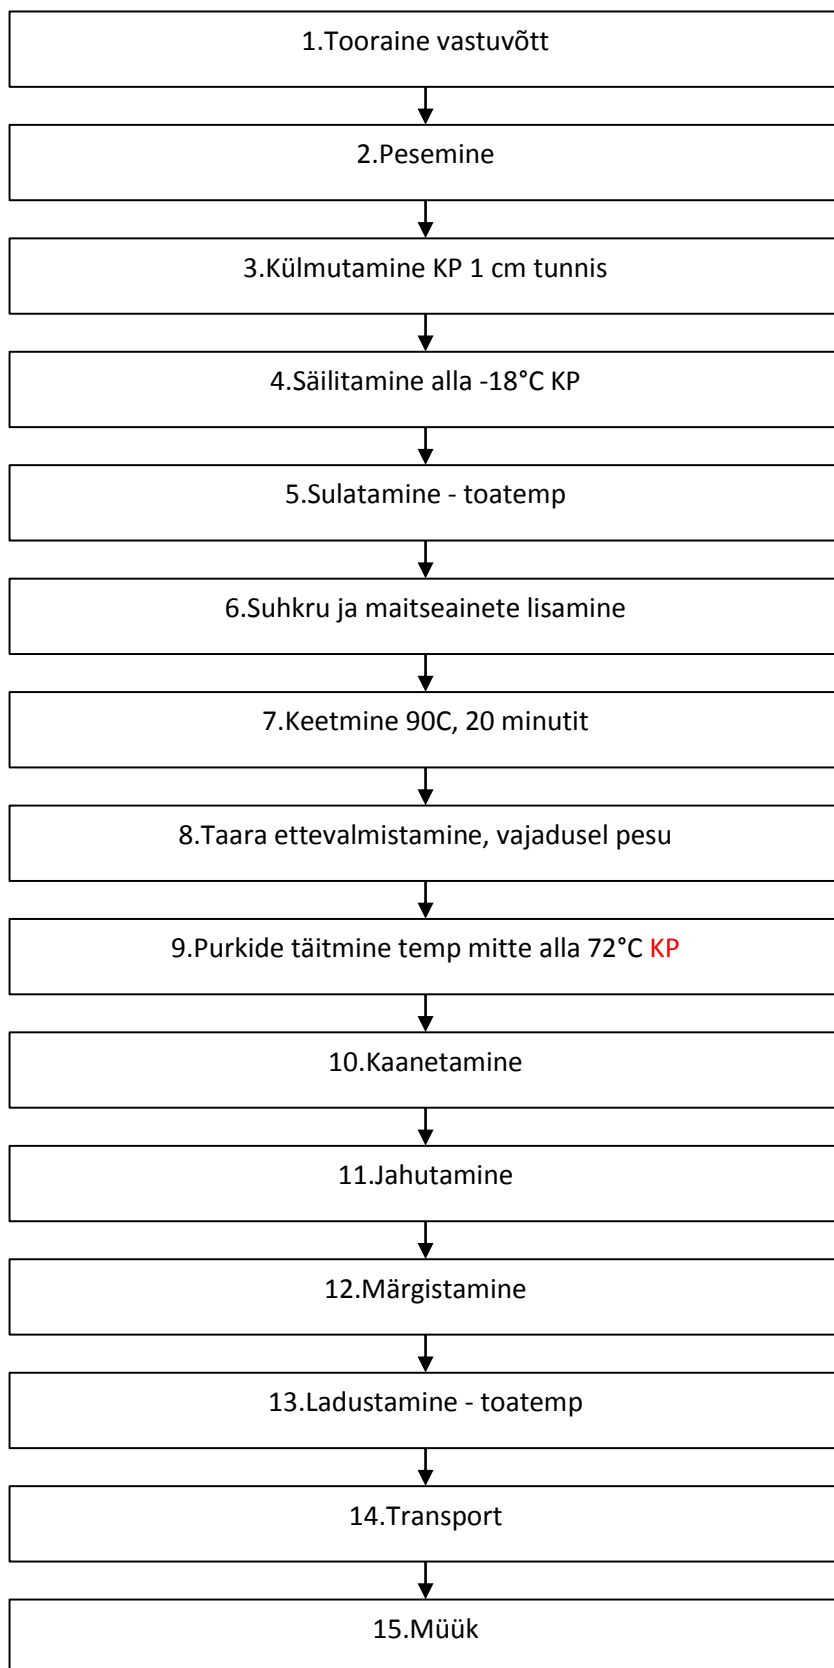 1.Tooraine vastuvõtt
2.Pesemine
3.Külmutamine KP 1 cm tunnis
4.Säilitamine alla -18°C KP
5.Sulatamine - toatemp
6.Suhkru ja maitseainete lisamine
7.Keetmine 90C, 20 minutit
8.Taara ettevalmistamine, vajadusel pesu
9.Purkide täitmine temp mitte alla 72°C KP
10.Kaanetamine
11.Jahutamine
12.Märgistamine
13.Ladustamine - toatemp
14.Transport
15.Müük